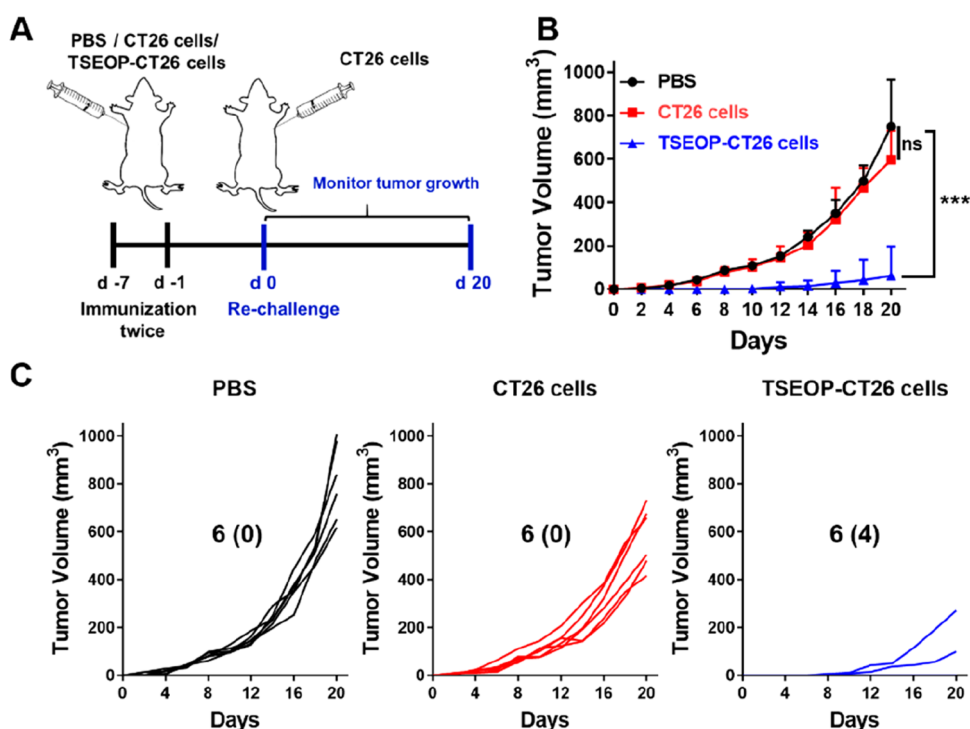 A
PBS / CT26 cells/
TSEOP-CT26 cells
CT26 cells
Monitor tumor growth
d -7
d -1
d 0
d 20
Immunization
twice
Re-challenge
B
Tumor Volume (mm³)
1000
800
600
400
200
0
PBS
CT26 cells
TSEOP-CT26 cells
ns
***
0 2 4 6 8 10 12 14 16 18 20
Days
C
PBS
Tumor Volume (mm³)
1000
800
600
400
200
0
6 (0)
0 4 8 12 16 20
Days
CT26 cells
Tumor Volume (mm³)
1000
800
600
400
200
0
6 (0)
0 4 8 12 16 20
Days
TSEOP-CT26 cells
Tumor Volume (mm³)
1000
800
600
400
200
0
6 (4)
0 4 8 12 16 20
Days